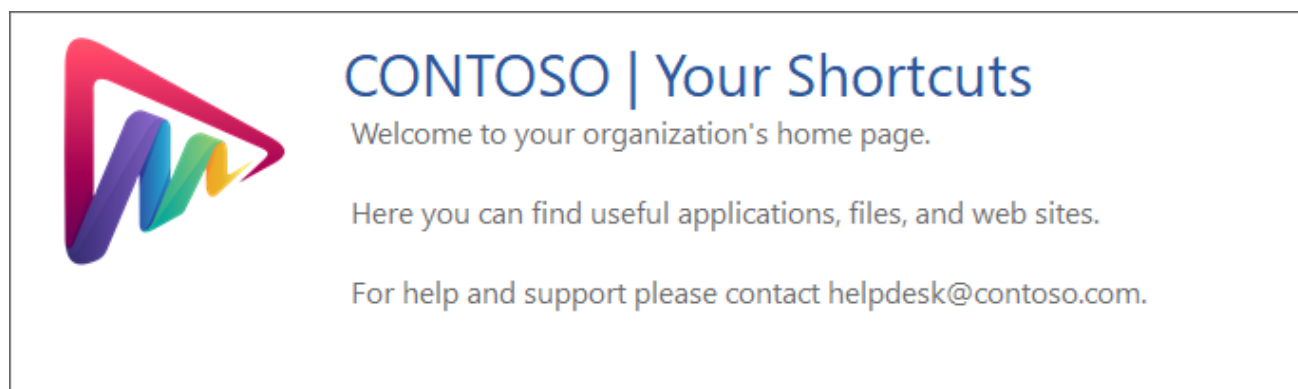 CONTOSO | Your Shortcuts
Welcome to your organization's home page.
Here you can find useful applications, files, and web sites.
For help and support please contact helpdesk@contoso.com.